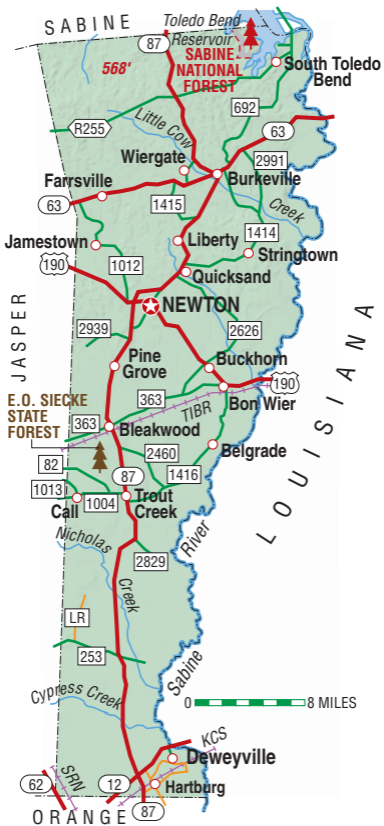 SABINE
Toledo Bend
Reservoir
87
568'
SABINE
NATIONAL
FOREST
South Toledo
Bend
692
R255
Little Cow
63
Wiergate
2991
Farrsville
Burkeville
63
1415
Creek
Jamestown
Liberty
1414
Stringtown
190
1012
Quicksand
NEWTON
JASPER
2939
2626
Pine
Grove
Buckhorn
190
E.O. SIECKE
STATE
FOREST
363
TIBR
Bon Wier
LOUISIANA
363
Bleakwood
2460
Belgrade
82
87
1416
1013
1004
Trout
Creek
Call
Nicholas
River
2829
Creek
LR
253
Sabine
Cypress Creek
0
8 MILES
KCS
Deweyville
62
SRN
12
Hartburg
87
ORANGE